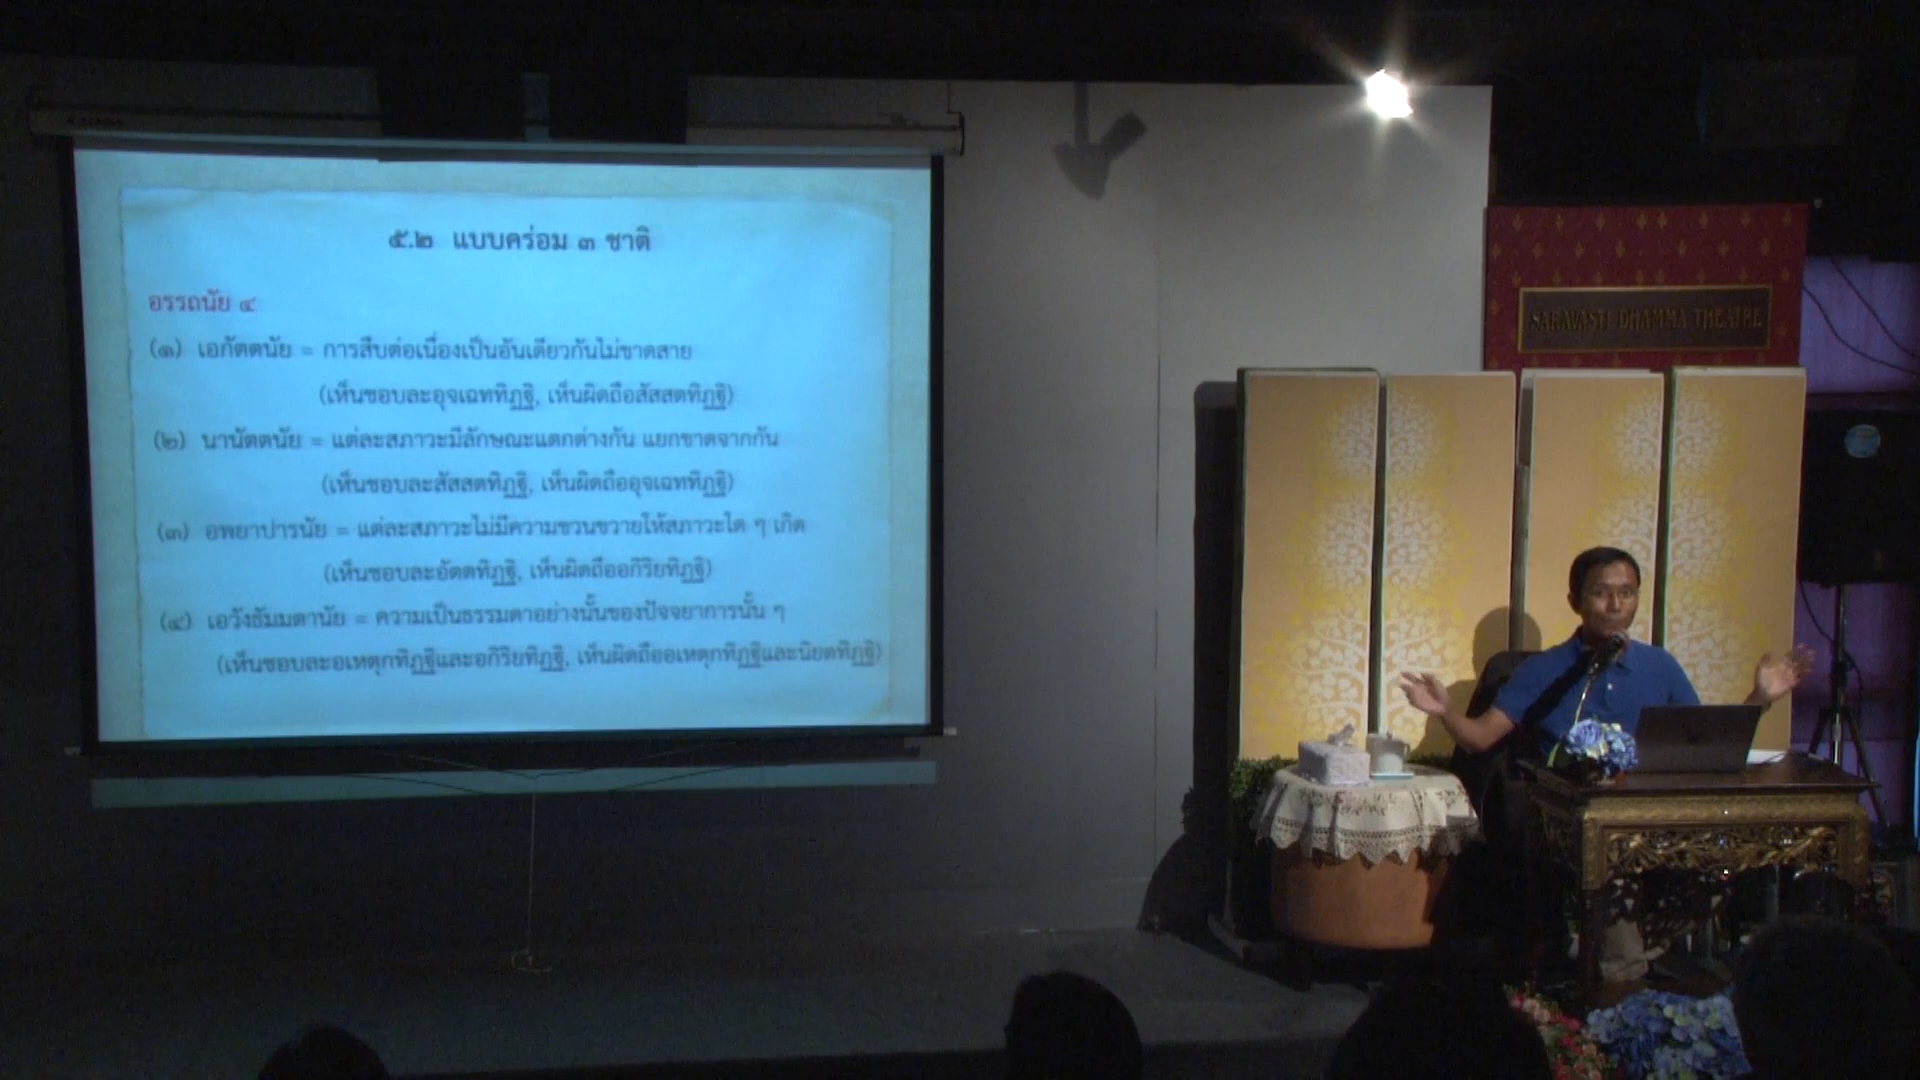 ๕.๒ แบบคร่อม ๓ ชาติ
อรรถนัย ๔
(๑) เอกัตตนัย = การสืบต่อเนื่องเป็นอันเดียวกันไม่ขาดสาย
(เห็นชอบละอุจเฉททิฏฐิ, เห็นผิดถือสัสสตทิฏฐิ)
(๒) นานัตตนัย = แต่ละสภาวะมีลักษณะแตกต่างกัน แยกขาดจากกัน
(เห็นชอบละสัสสตทิฏฐิ, เห็นผิดถืออุจเฉททิฏฐิ)
(๓) อพยาปารนัย = แต่ละสภาวะไม่มีความขวนขวายให้สภาวะใด ๆ เกิด
(เห็นชอบละอัตตทิฏฐิ, เห็นผิดถืออกิริยทิฏฐิ)
(๔) เอวังธัมมตานัย = ความเป็นธรรมดาอย่างนั้นของปัจจยาการนั้น ๆ
(เห็นชอบละอเหตุกทิฏฐิและอกิริยทิฏฐิ, เห็นผิดถืออเหตุกทิฏฐิและนิยตทิฏฐิ)
SARAVASTI DHAMMA THEATRE